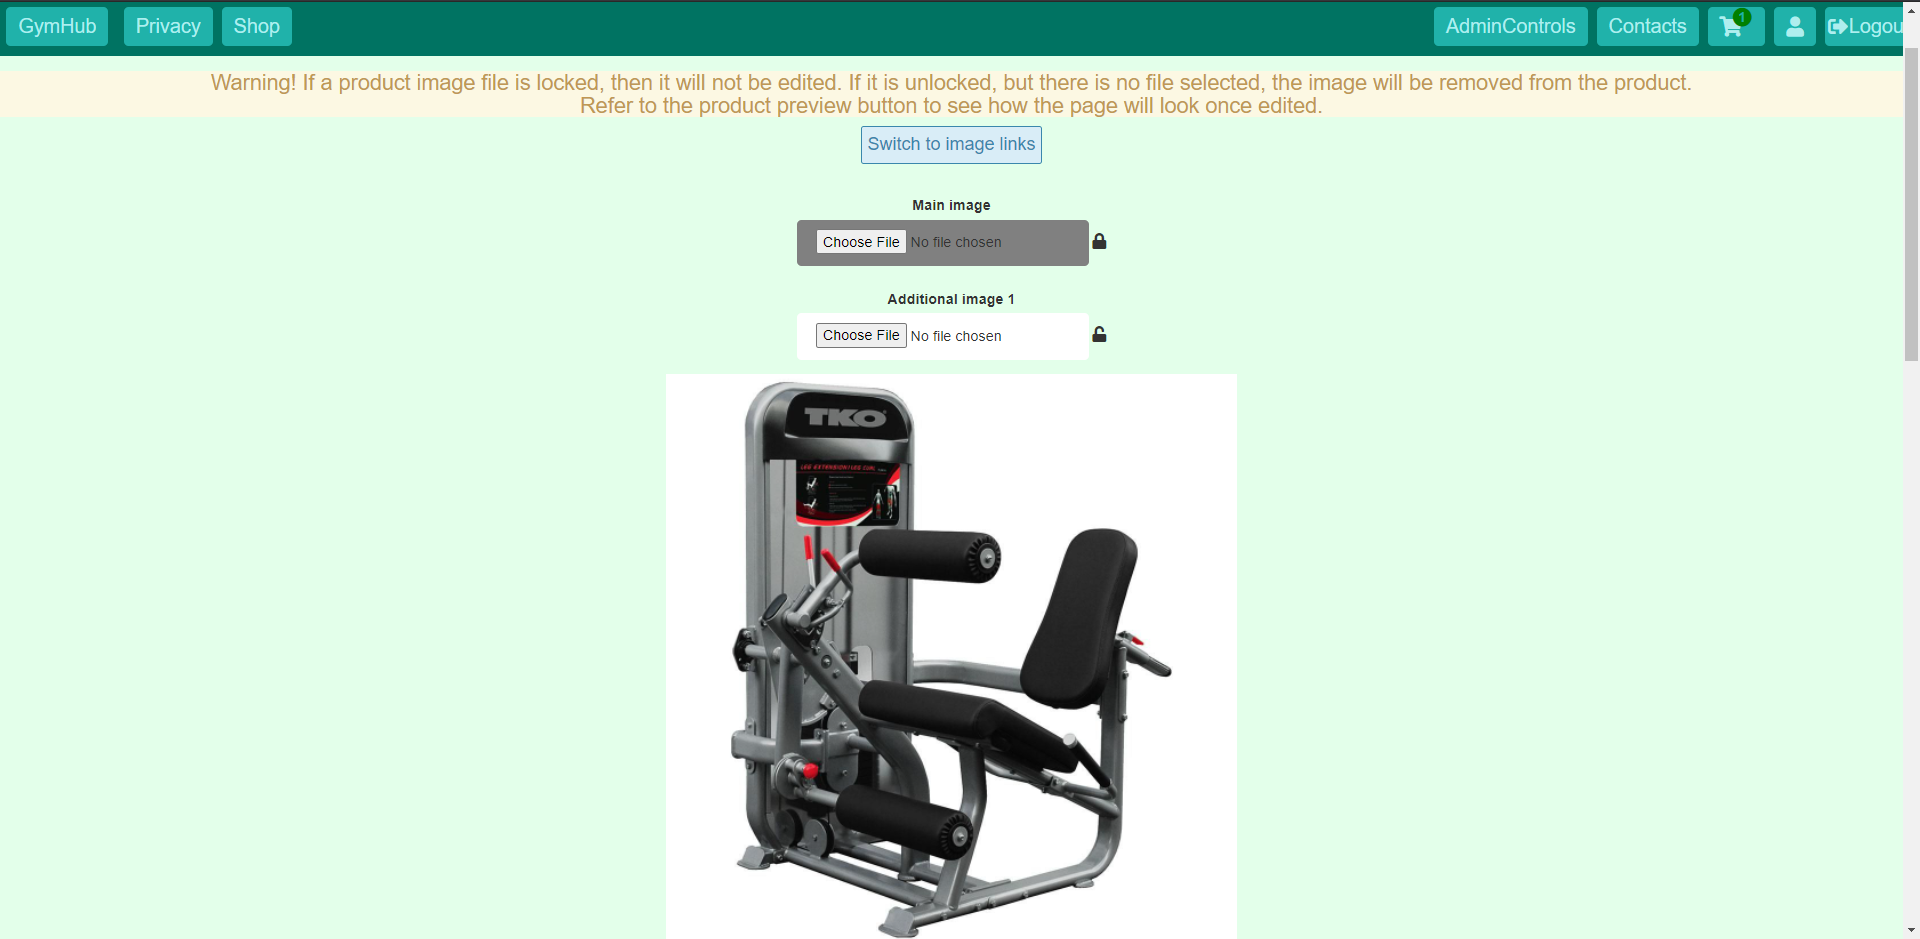 GymHub Privacy Shop AdminControls Contacts 1 Logou
Warning! If a product image file is locked, then it will not be edited. If it is unlocked, but there is no file selected, the image will be removed from the product.
Refer to the product preview button to see how the page will look once edited.
Switch to image links
Main image
Choose File No file chosen
Additional image 1
Choose File No file chosen
TKO
LEG EXTENSION/LEG CURL